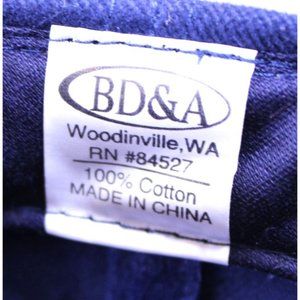 BD&A
Woodinville,WA
RN #84527
100% Cotton
MADE IN CHINA